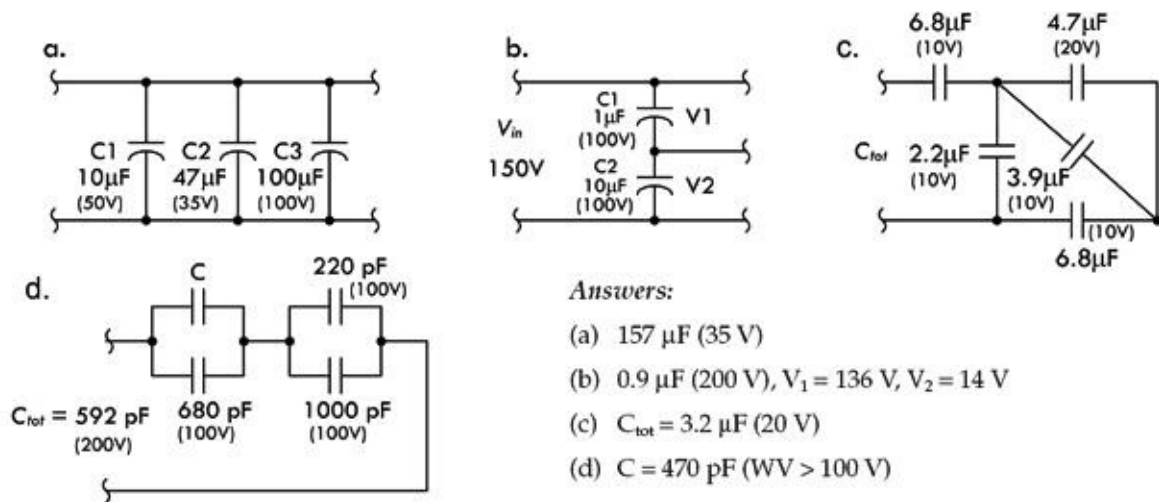 a.
C1
10µF
(50V)
C2
47µF
(35V)
C3
100µF
(100V)
b.
Vin
150V
C1
1µF
(100V)
V1
C2
10µF
(100V)
V2
c.
6.8µF
(10V)
4.7µF
(20V)
Ctot
2.2µF
(10V)
3.9µF
(10V)
(10V)
6.8µF
d.
C
220 pF
(100V)
Ctot = 592 pF
(200V)
680 pF
(100V)
1000 pF
(100V)
Answers:
(a) 157 µF (35 V)
(b) 0.9 µF (200 V), V1 = 136 V, V2 = 14 V
(c) Ctot = 3.2 µF (20 V)
(d) C = 470 pF (WV > 100 V)